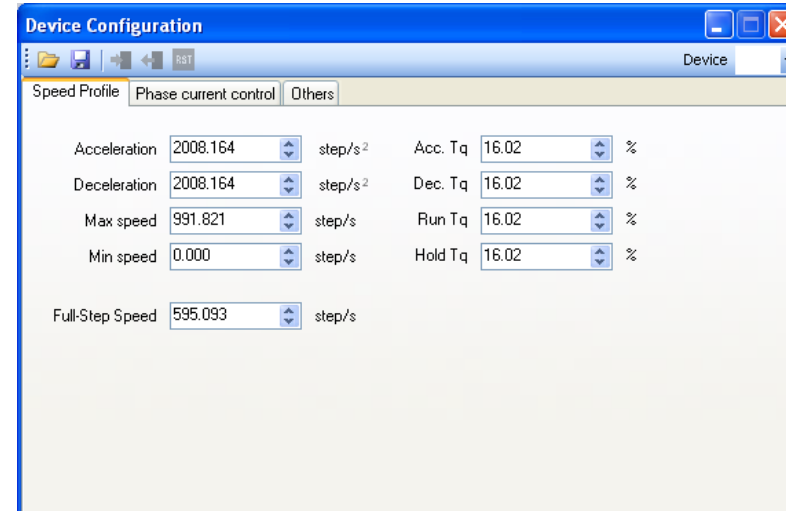 Device Configuration
RST Device
Speed Profile Phase current control Others
Acceleration 2008.164 step/s² Acc. Tq 16.02 %
Deceleration 2008.164 step/s² Dec. Tq 16.02 %
Max speed 991.821 step/s Run Tq 16.02 %
Min speed 0.000 step/s Hold Tq 16.02 %
Full-Step Speed 595.093 step/s